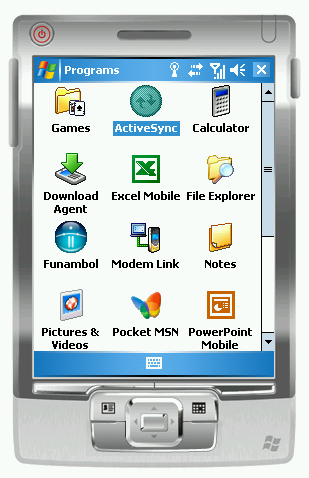 Programs
Games
ActiveSync
Calculator
Download
Agent
Excel Mobile
File Explorer
Funambol
Modem Link
Notes
Pictures &
Videos
Pocket MSN
PowerPoint
Mobile